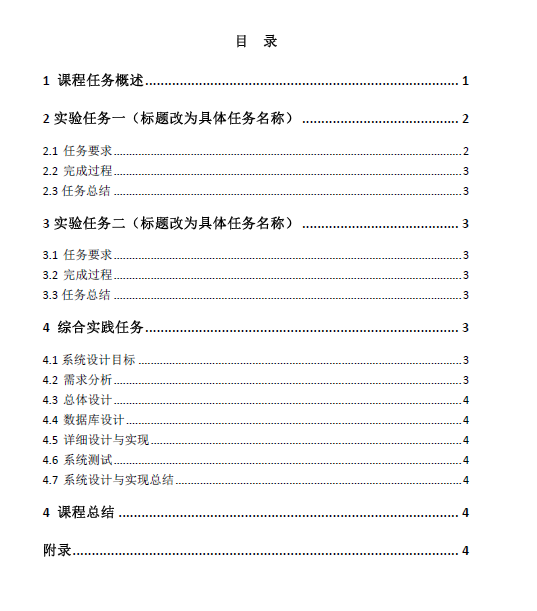 目 录
1 课程任务概述 1
2 实验任务一（标题改为具体任务名称） 2
2.1 任务要求 2
2.2 完成过程 3
2.3 任务总结 3
3 实验任务二（标题改为具体任务名称） 3
3.1 任务要求 3
3.2 完成过程 3
3.3 任务总结 3
4 综合实践任务 3
4.1 系统设计目标 3
4.2 需求分析 3
4.3 总体设计 4
4.4 数据库设计 4
4.5 详细设计与实现 4
4.6 系统测试 4
4.7 系统设计与实现总结 4
4 课程总结 4
附录 4